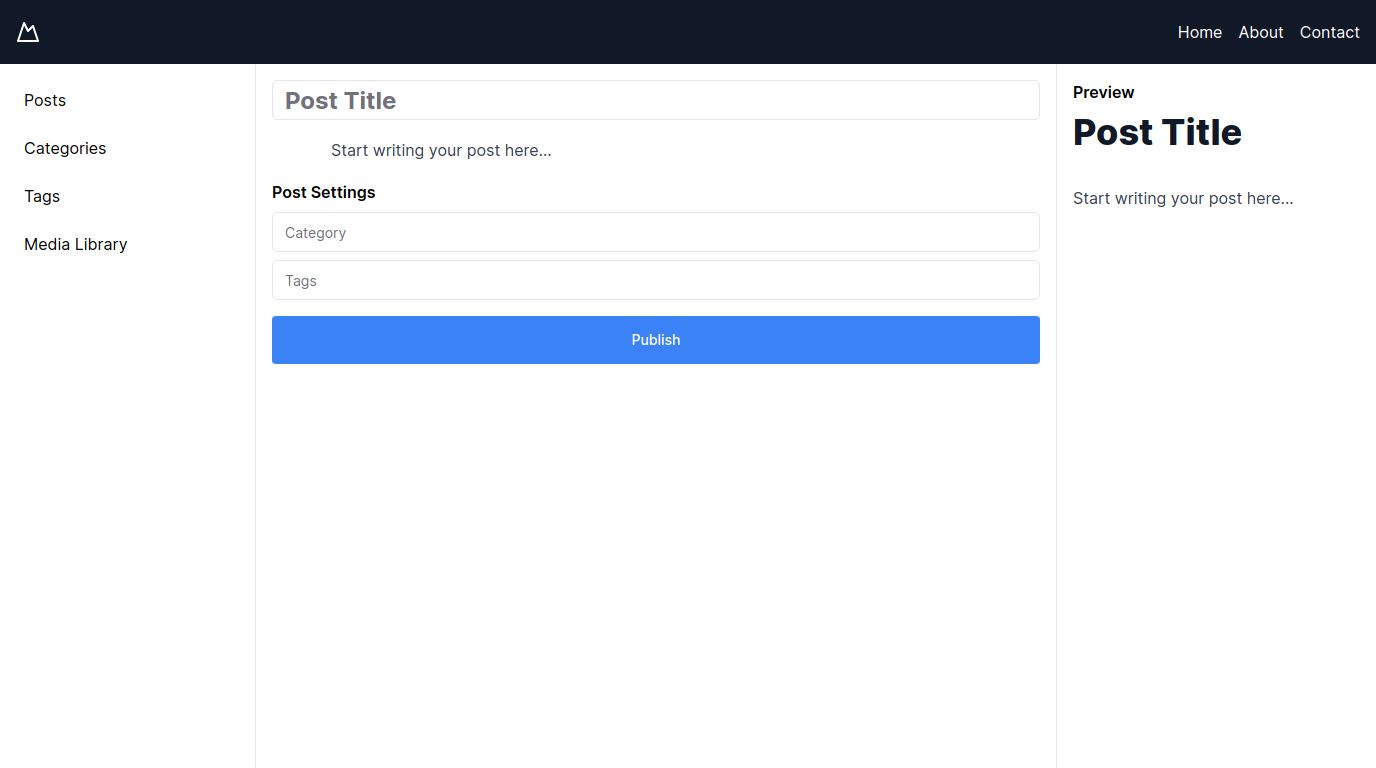 Home About Contact
Posts
Categories
Tags
Media Library
Post Title
Start writing your post here...
Post Settings
Category
Tags
Publish
Preview
Post Title
Start writing your post here...